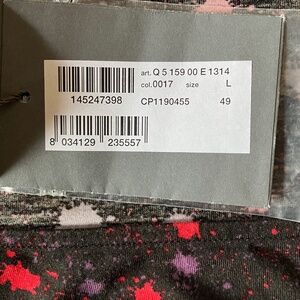 art. Q 5 159 00 E 1314
col. 0017 size L
145247398 CP1190455 49
8 034129 235557